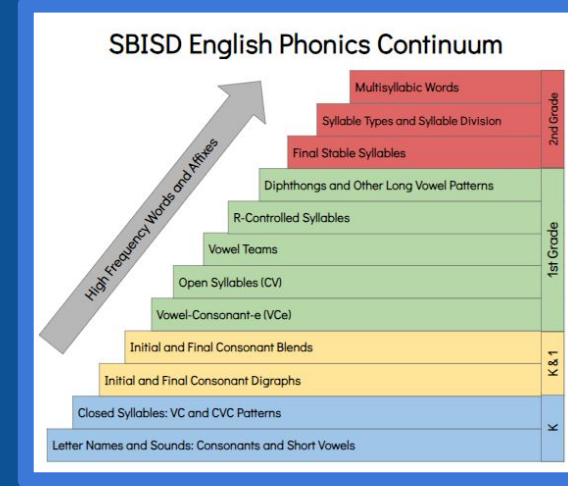 SBISD English Phonics Continuum
High Frequency Words and Affixes
Multisyllabic Words
Syllable Types and Syllable Division
Final Stable Syllables
2nd Grade
Diphthongs and Other Long Vowel Patterns
R-Controlled Syllables
Vowel Teams
Open Syllables (CV)
Vowel-Consonant-e (VCe)
1st Grade
Initial and Final Consonant Blends
Initial and Final Consonant Digraphs
K & 1
Closed Syllables: VC and CVC Patterns
Letter Names and Sounds: Consonants and Short Vowels
K